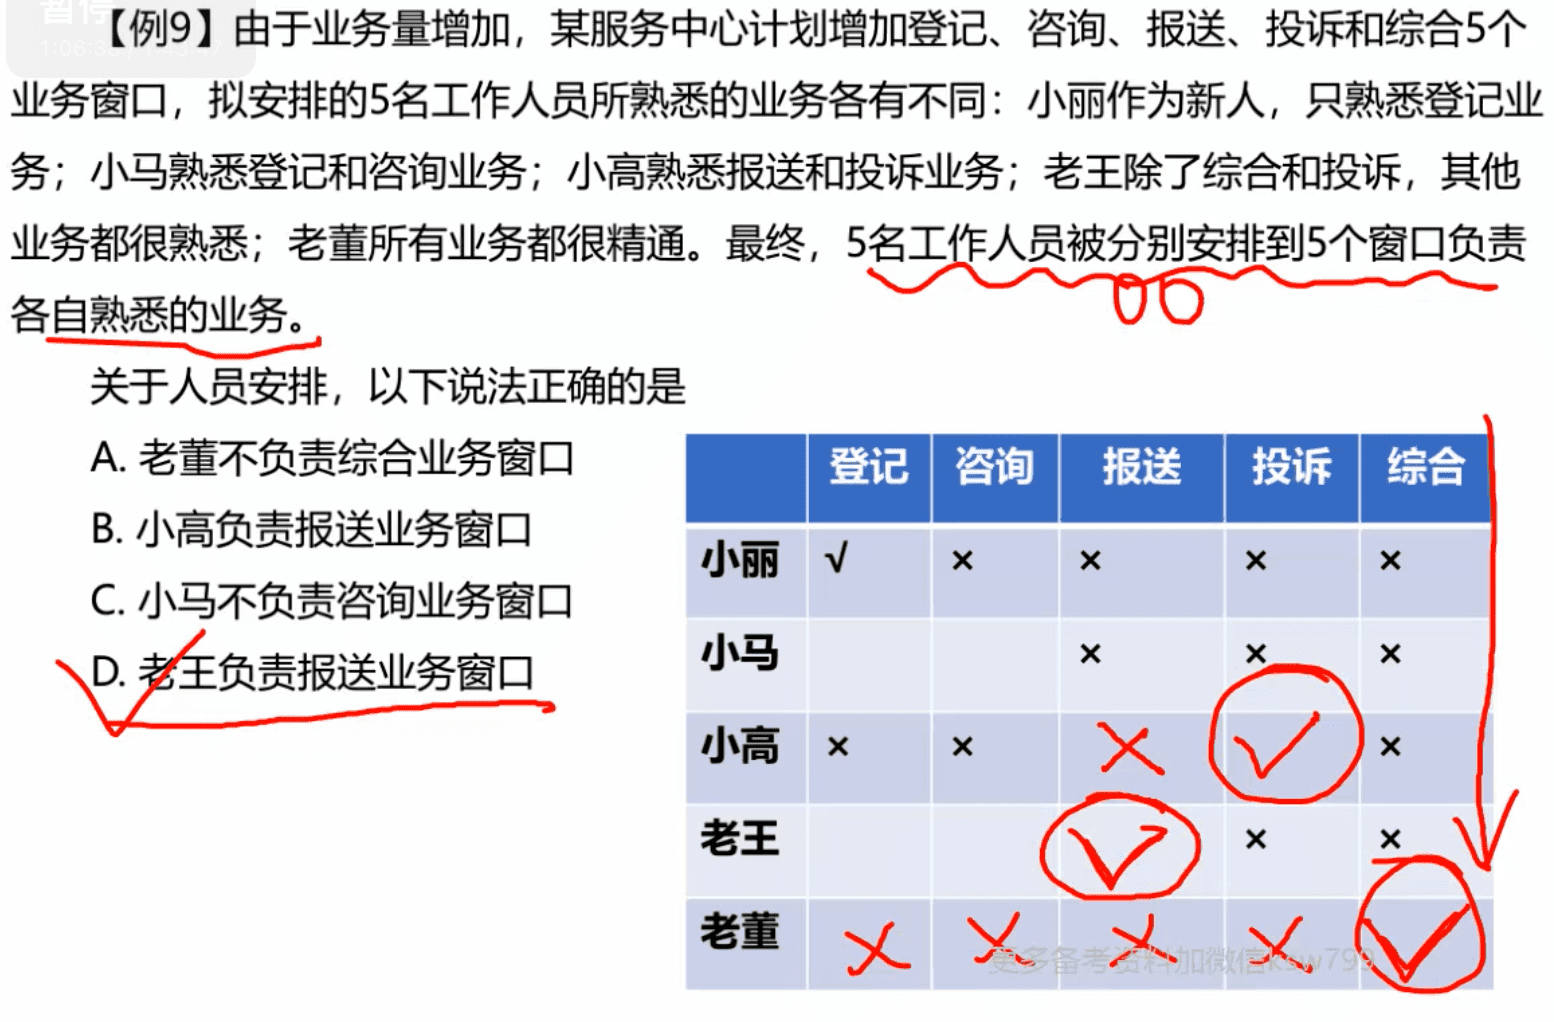 暂停
【例9】由于业务量增加，某服务中心计划增加登记、咨询、报送、投诉和综合5个
业务窗口，拟安排的5名工作人员所熟悉的业务各有不同：小丽作为新人，只熟悉登记业
务；小马熟悉登记和咨询业务；小高熟悉报送和投诉业务；老王除了综合和投诉，其他
业务都很熟悉；老董所有业务都很精通。最终，5名工作人员被分别安排到5个窗口负责
各自熟悉的业务。
关于人员安排，以下说法正确的是
A. 老董不负责综合业务窗口
B. 小高负责报送业务窗口
C. 小马不负责咨询业务窗口
D. 老王负责报送业务窗口
登记 咨询 报送 投诉 综合
小丽 √ × × × ×
小马 × × ×
小高 × × × ✓ ×
老王 ✓ × ×
老董 × × × × ✓
更多备考资料加微信ksw799